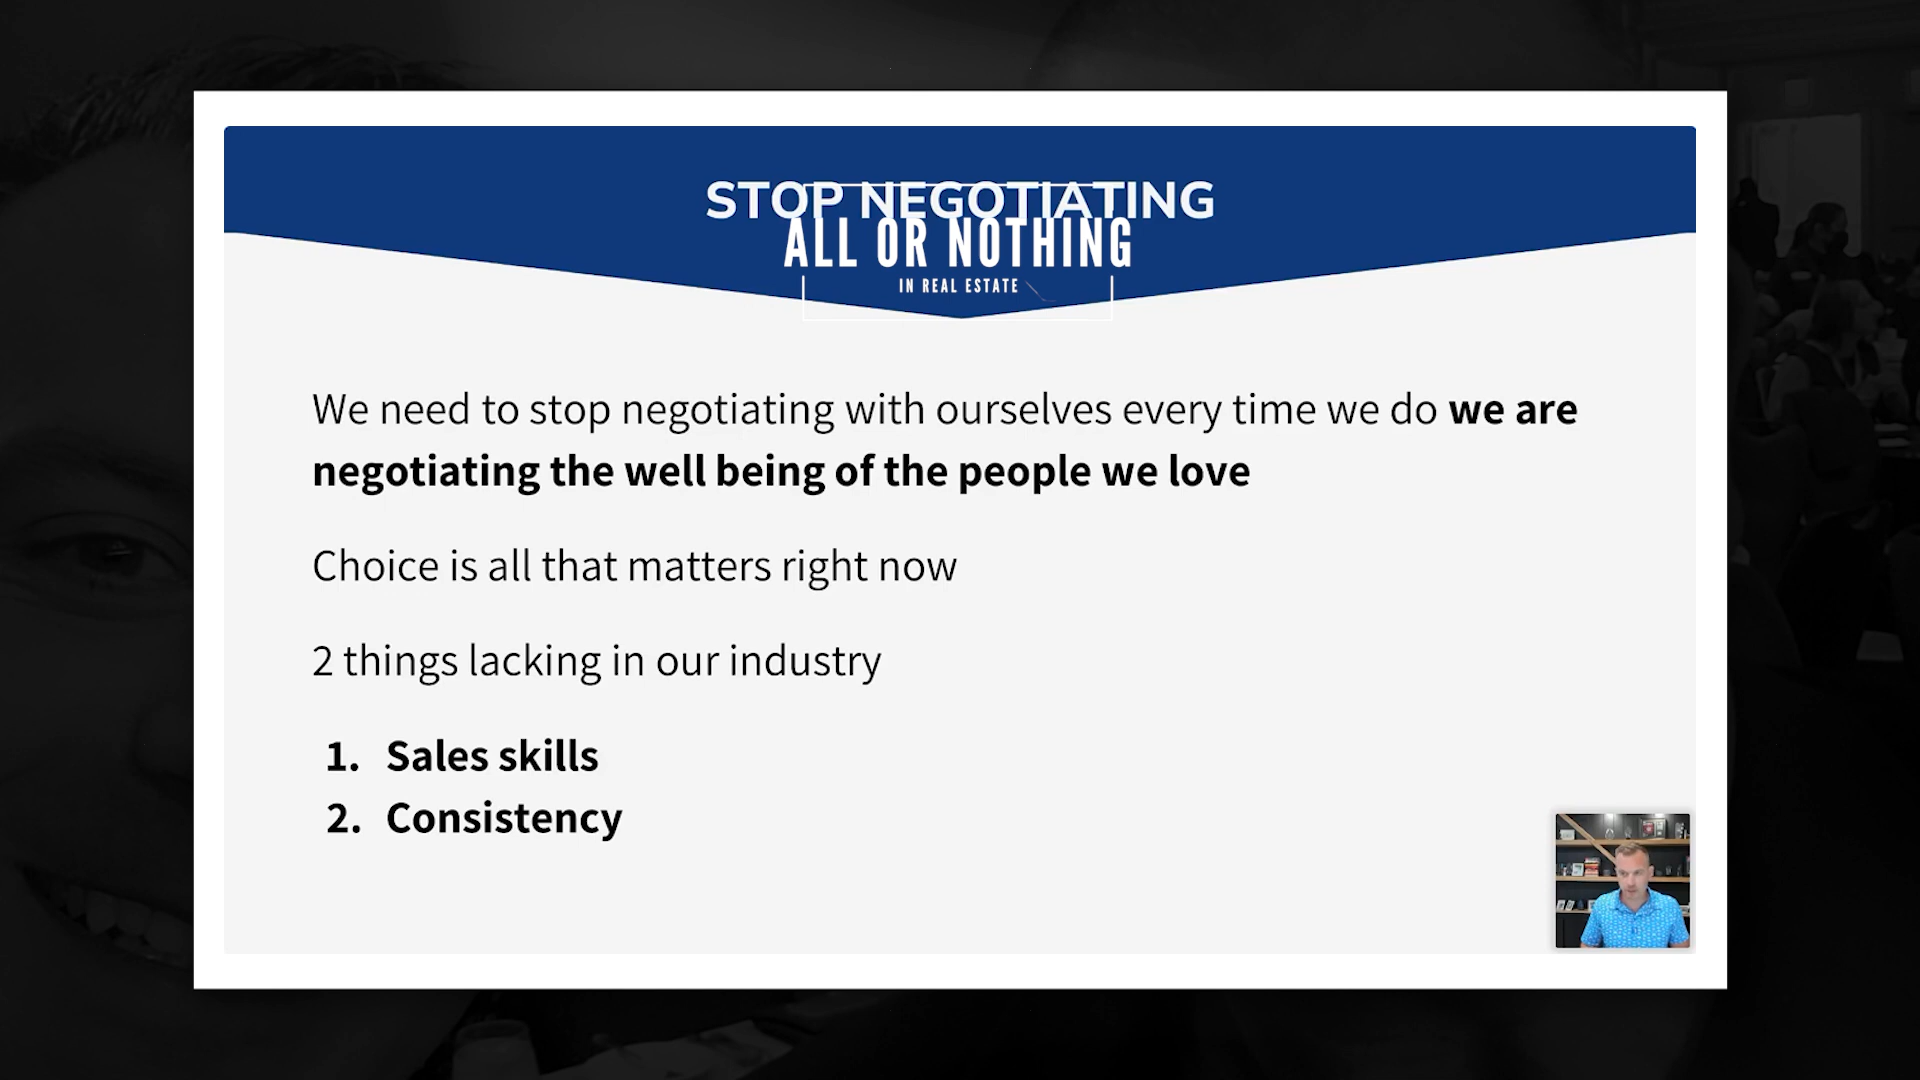 STOP NEGOTIATING
ALL OR NOTHING
IN REAL ESTATE
We need to stop negotiating with ourselves every time we do we are
negotiating the well being of the people we love
Choice is all that matters right now
2 things lacking in our industry
1. Sales skills
2. Consistency